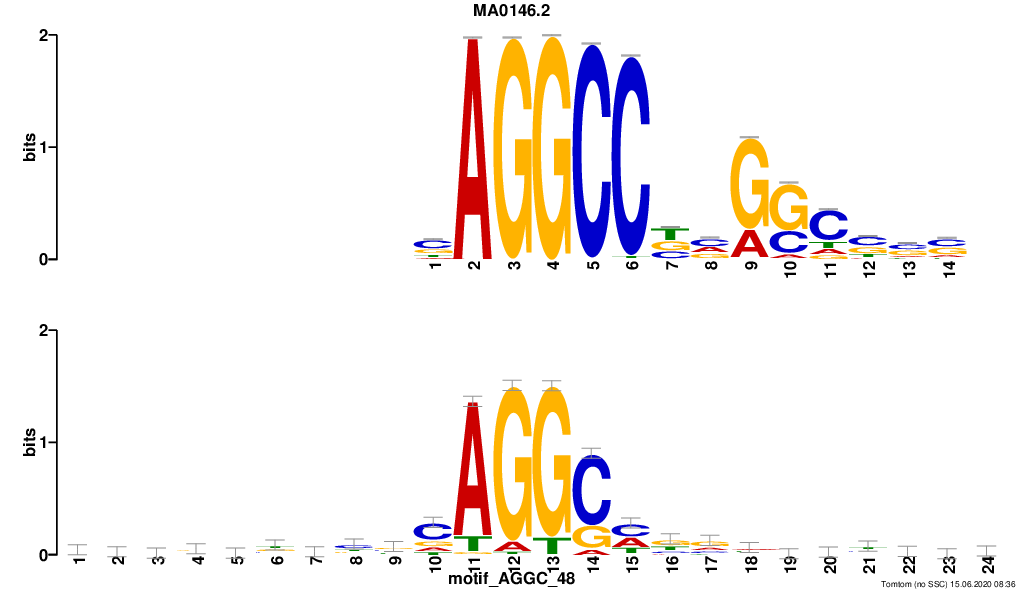 MA0146.2
2
1
0
bits
AGGCC TGGC
1 2 3 4 5 6 7 8 9 10 11 12 13 14
2
1
0
bits
CAGGC
1 2 3 4 5 6 7 8 9 10 11 12 13 14 15 16 17 18 19 20 21 22 23 24
motif_AGGC_48
Tomtom (no SSC) 15.06.2020 08:36